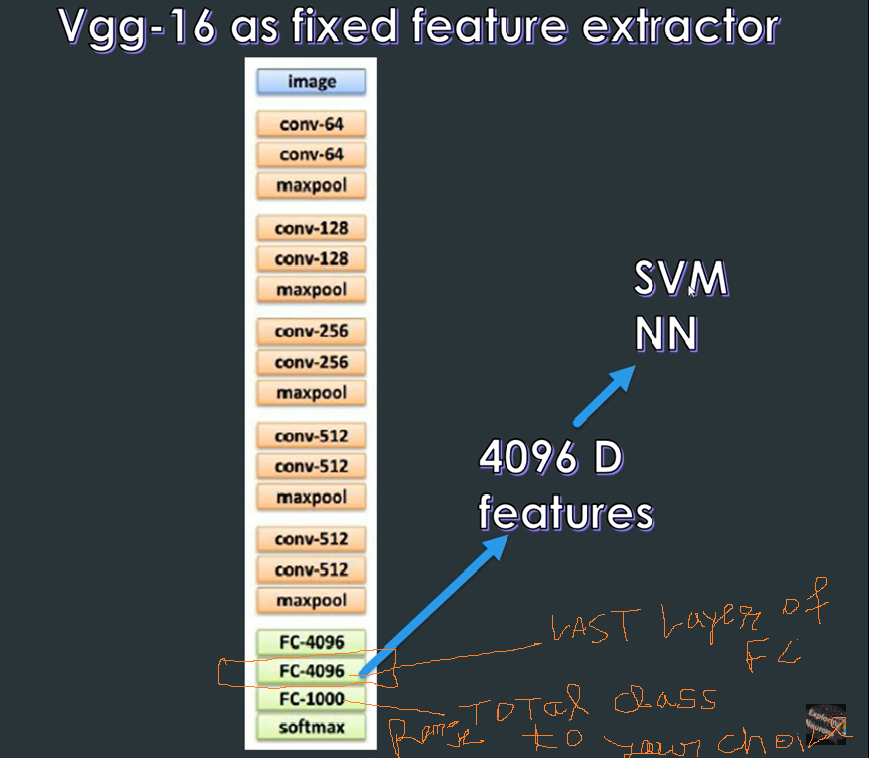 Vgg-16 as fixed feature extractor
image
conv-64
conv-64
maxpool
conv-128
conv-128
maxpool
conv-256
conv-256
maxpool
conv-512
conv-512
maxpool
conv-512
conv-512
maxpool
FC-4096
FC-4096
FC-1000
softmax
SVM
NN
4096 D
features
LAST Layer of
FC
TOTal class
to your choice